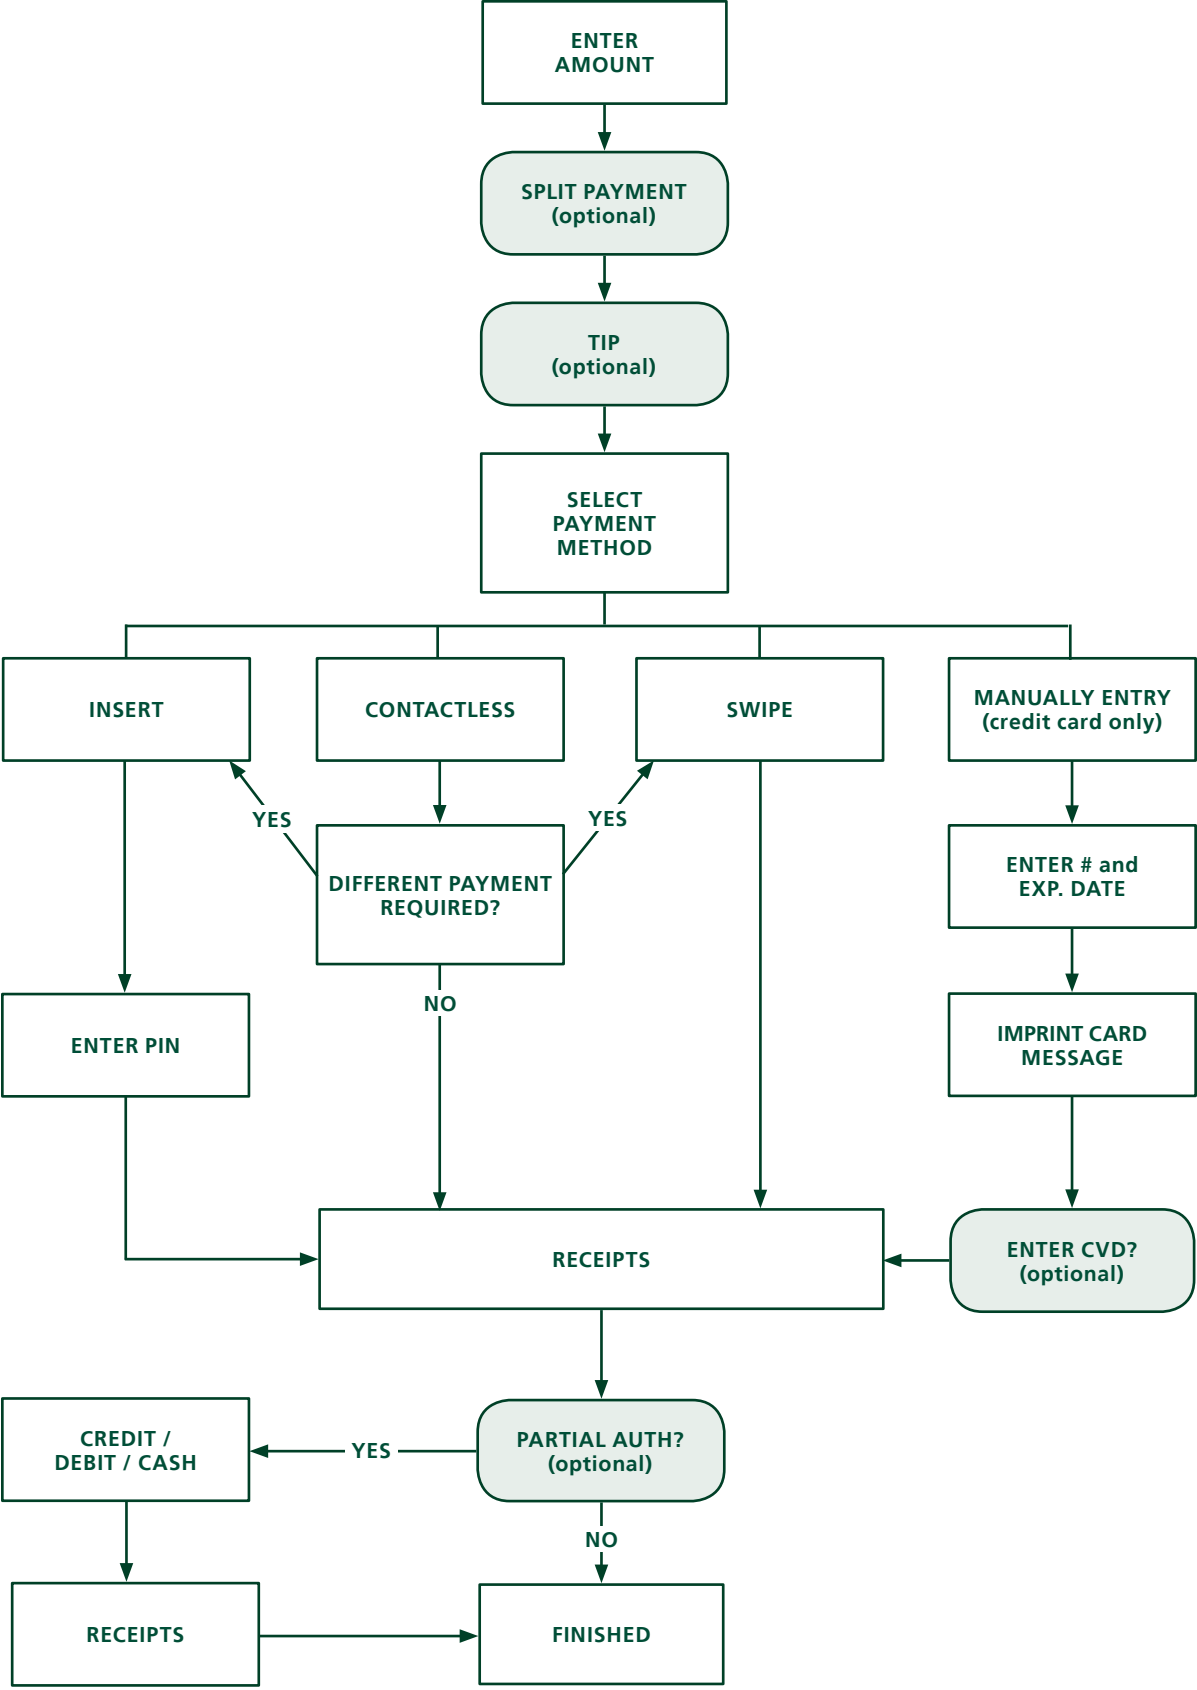 ENTER
AMOUNT
SPLIT PAYMENT
(optional)
TIP
(optional)
SELECT
PAYMENT
METHOD
INSERT
CONTACTLESS
SWIPE
MANUALLY ENTRY
(credit card only)
YES
YES
DIFFERENT PAYMENT
REQUIRED?
ENTER # and
EXP. DATE
NO
ENTER PIN
IMPRINT CARD
MESSAGE
RECEIPTS
ENTER CVD?
(optional)
CREDIT /
DEBIT / CASH
YES
PARTIAL AUTH?
(optional)
NO
RECEIPTS
FINISHED